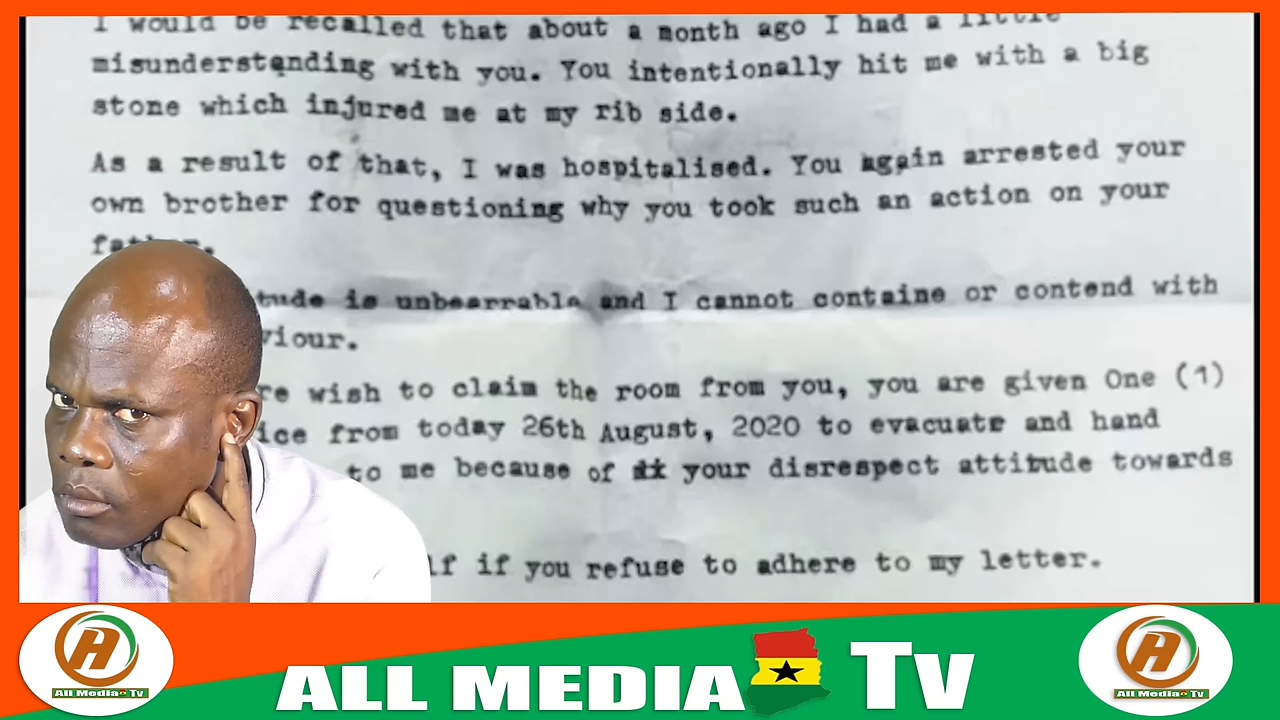 I would be recalled that about a month ago I had a little
misunderstanding with you. You intentionally hit me with a big
stone which injured me at my rib side.
As a result of that, I was hospitalised. You again arrested your
own brother for questioning why you took such an action on your
father.
tude is unbearrable and I cannot containe or contend with
viour.
re wish to claim the room from you, you are given One (1)
ice from today 26th August, 2020 to evacuate and hand
to me because of your disrespect attitude towards
lf if you refuse to adhere to my letter.
A
All Media Tv
ALL MEDIA TV
A
All Media Tv